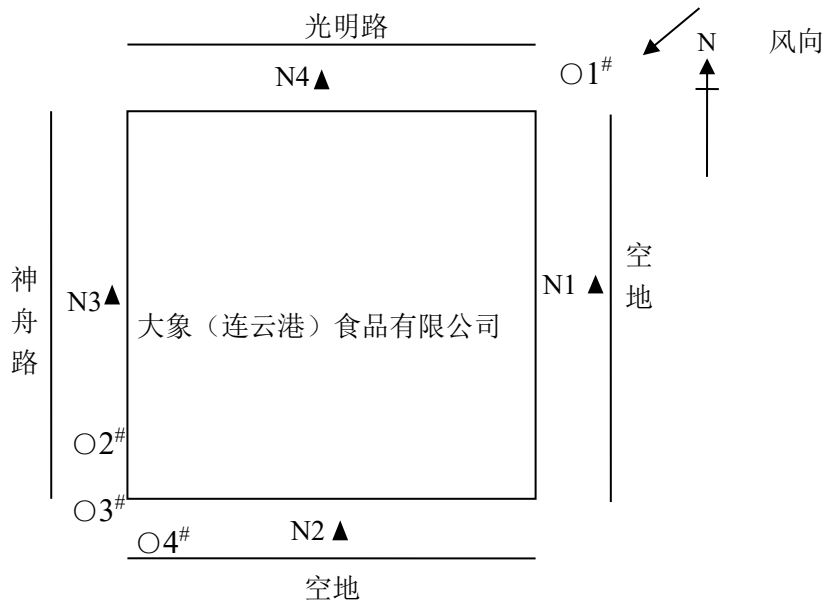 光明路
N 风向
N4▲
○1#
神舟路
N3▲
N1▲
空地
大象（连云港）食品有限公司
○2#
○3#
○4#
N2▲
空地